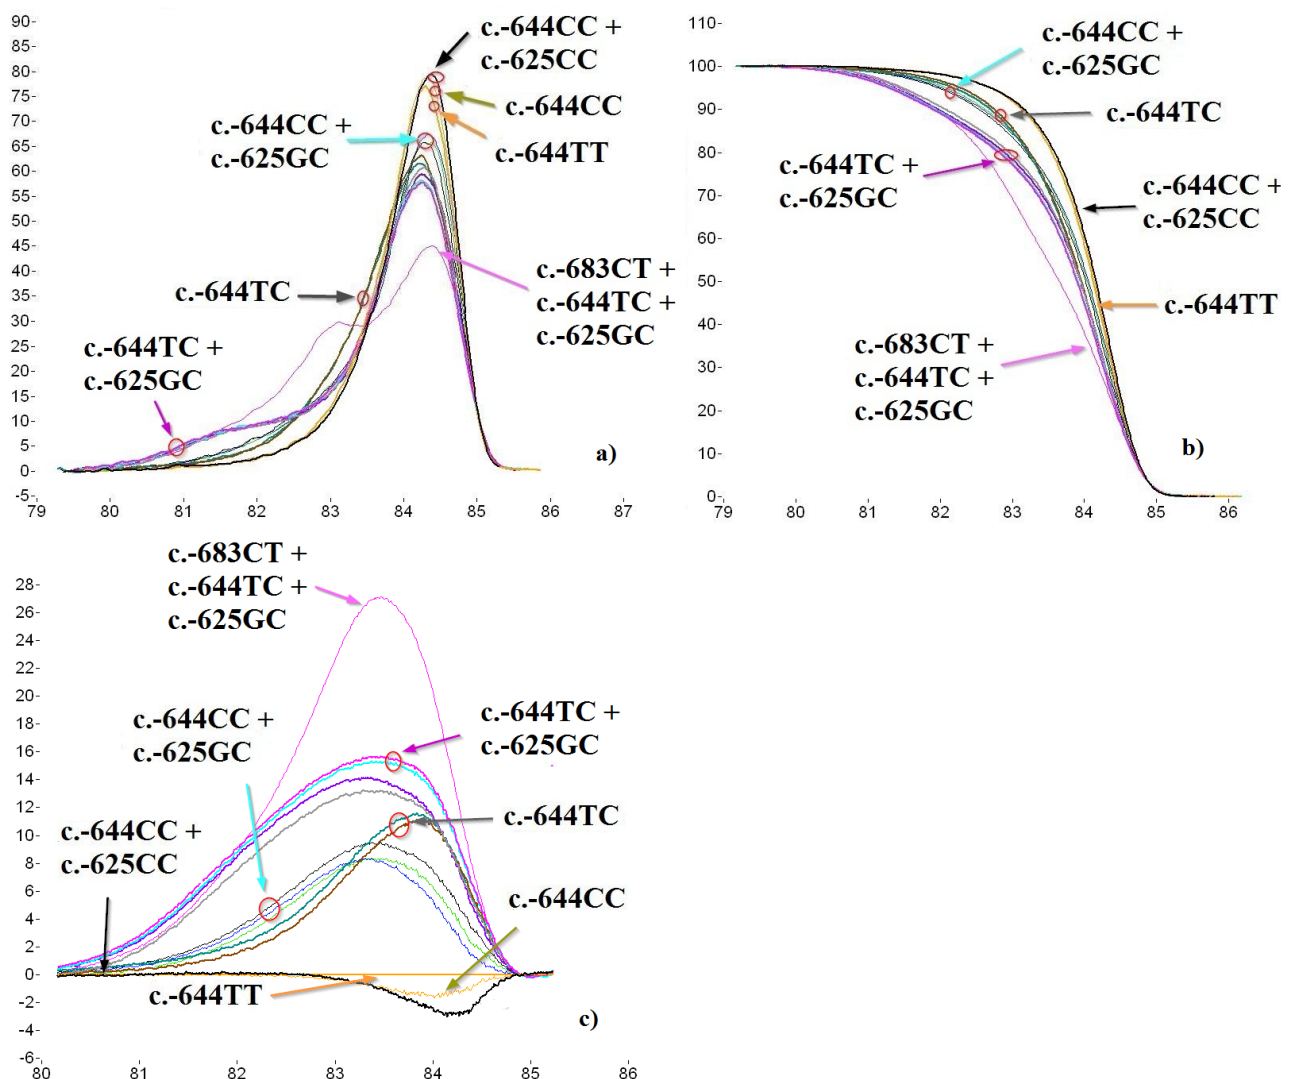 90-
85-
80-
75-
70-
65-
60-
55-
50-
45-
40-
35-
30-
25-
20-
15-
10-
5-
0-
-5-
79 80 81 82 83 84 85 86 87
c.-644CC +
c.-625CC
c.-644CC
c.-644TT
c.-644CC +
c.-625GC
c.-644TC
c.-683CT +
c.-644TC +
c.-625GC
c.-644TC +
c.-625GC
a)
110-
100-
90-
80-
70-
60-
50-
40-
30-
20-
10-
0-
79 80 81 82 83 84 85 86
c.-644CC +
c.-625GC
c.-644TC
c.-644TC +
c.-625GC
c.-644CC +
c.-625CC
c.-644TT
c.-683CT +
c.-644TC +
c.-625GC
b)
28-
26-
24-
22-
20-
18-
16-
14-
12-
10-
8-
6-
4-
2-
0-
-2-
-4-
-6-
80 81 82 83 84 85 86
c.-683CT +
c.-644TC +
c.-625GC
c.-644CC +
c.-625GC
c.-644TC +
c.-625GC
c.-644TC
c.-644CC +
c.-625CC
c.-644CC
c.-644TT
c)